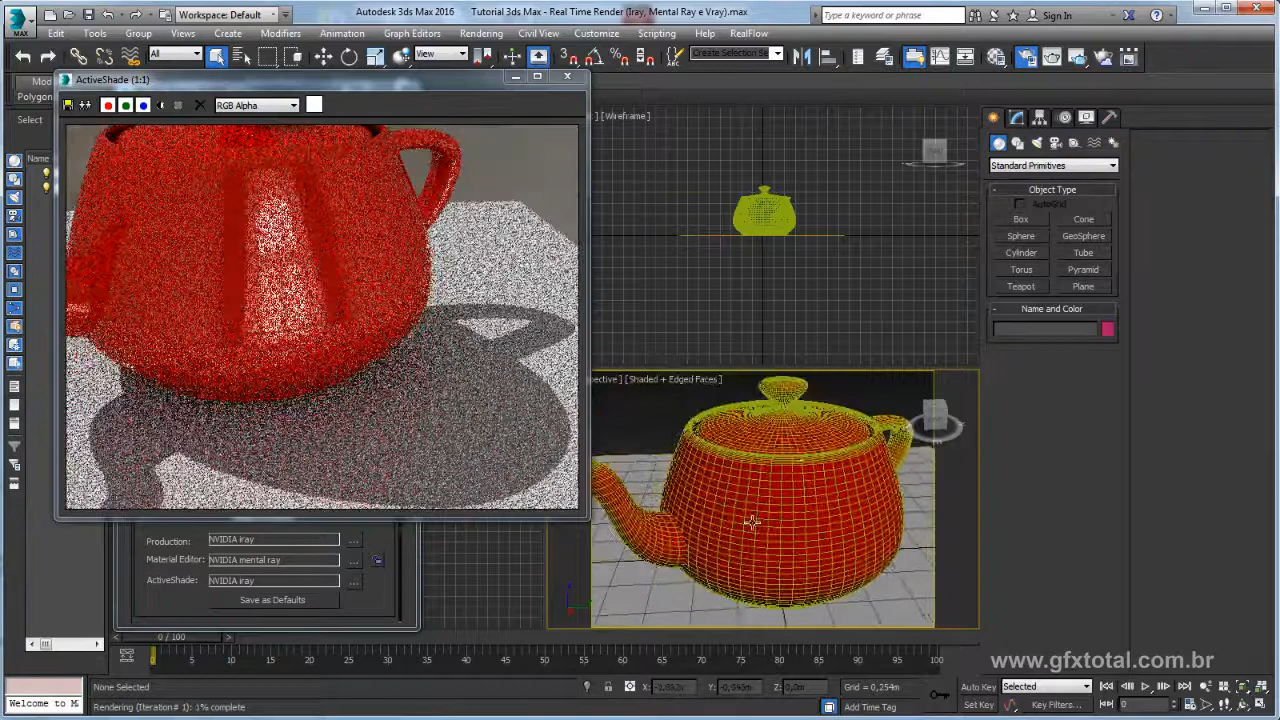 MAX
Workspace: Default
Autodesk 3ds Max 2016
Tutorial 3ds Max - Real Time Render (Iray, Mental Ray e Vray).max
Type a keyword or phrase
Sign In
Edit
Tools
Group
Views
Create
Modifiers
Animation
Graph Editors
Rendering
Civil View
Customize
Scripting
Help
RealFlow
All
View
Create Selection Se
Mod
Polygon
Select
Name
ActiveShade (1:1)
RGB Alpha
[Wireframe]
Standard Primitives
Object Type
AutoGrid
Box
Cone
Sphere
GeoSphere
Cylinder
Tube
Torus
Pyramid
Teapot
Plane
Name and Color
pective ] [Shaded + Edged Faces ]
Production:
NVIDIA iray
...
Material Editor:
NVIDIA mental ray
...
ActiveShade:
NVIDIA iray
...
Save as Defaults
0 / 100
0 5 10 15 20 25 30 35 40 45 50 55 60 65 70 75 80 85 90 95 100
www.gfxtotal.com.br
None Selected
X:
Y:
Z:
Grid = 0,254m
Auto Key
Selected
Welcome to M
Rendering (Iteration# 1): 1% complete
Add Time Tag
Set Key
Key Filters...
0